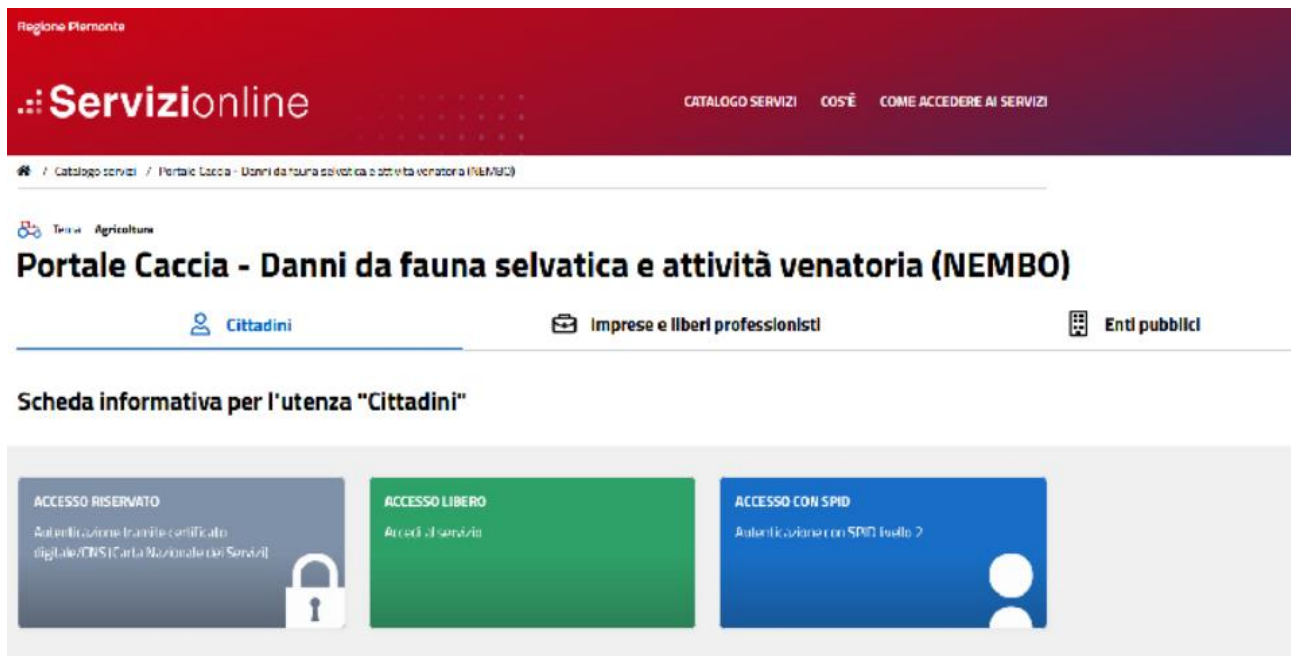 Regione Piemonte
Servizionline
CATALOGO SERVIZI COS'È COME ACCEDERE AI SERVIZI
/ Catalogo servizi / Portale Caccia - Danni da fauna selvatica e attività venatoria (NEMBO)
Tema Agricoltura
Portale Caccia - Danni da fauna selvatica e attività venatoria (NEMBO)
Cittadini Imprese e liberi professionisti Enti pubblici
Scheda informativa per l'utenza "Cittadini"
ACCESSO RISERVATO
Autenticazione tramite certificato
digitale/CNS (Carta Nazionale dei Servizi)
ACCESSO LIBERO
Accedi al servizio
ACCESSO CON SPID
Autenticazione con SPID livello 2